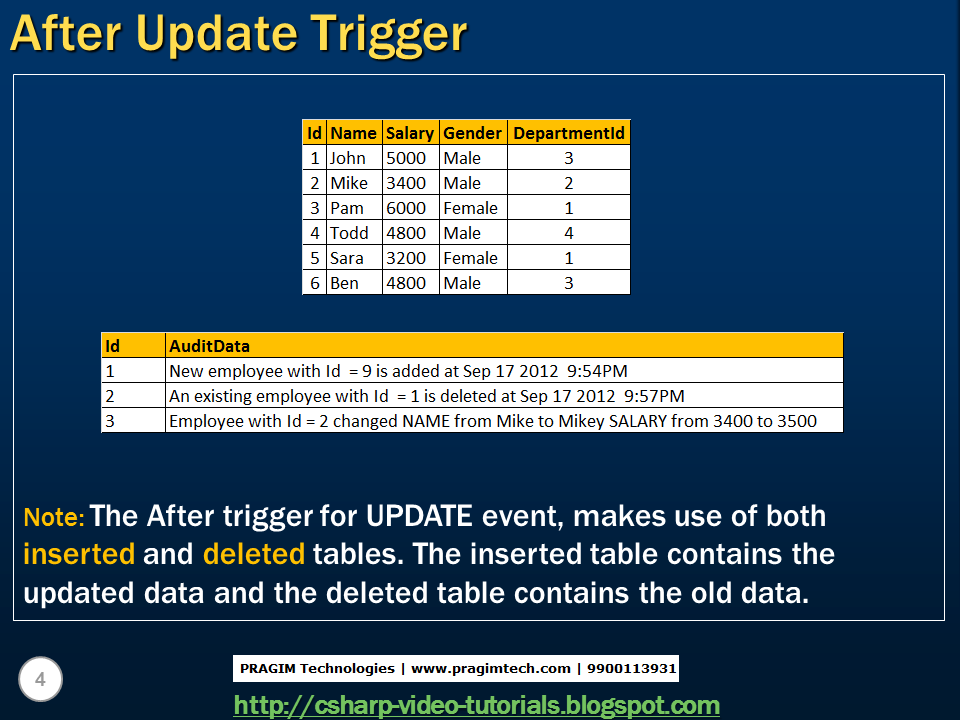 After Update Trigger
Id Name Salary Gender DepartmentId
1 John 5000 Male 3
2 Mike 3400 Male 2
3 Pam 6000 Female 1
4 Todd 4800 Male 4
5 Sara 3200 Female 1
6 Ben 4800 Male 3
Id AuditData
1 New employee with Id = 9 is added at Sep 17 2012 9:54PM
2 An existing employee with Id = 1 is deleted at Sep 17 2012 9:57PM
3 Employee with Id = 2 changed NAME from Mike to Mikey SALARY from 3400 to 3500
Note: The After trigger for UPDATE event, makes use of both
inserted and deleted tables. The inserted table contains the
updated data and the deleted table contains the old data.
4
PRAGIM Technologies | www.pragimtech.com | 9900113931
http://csharp-video-tutorials.blogspot.com